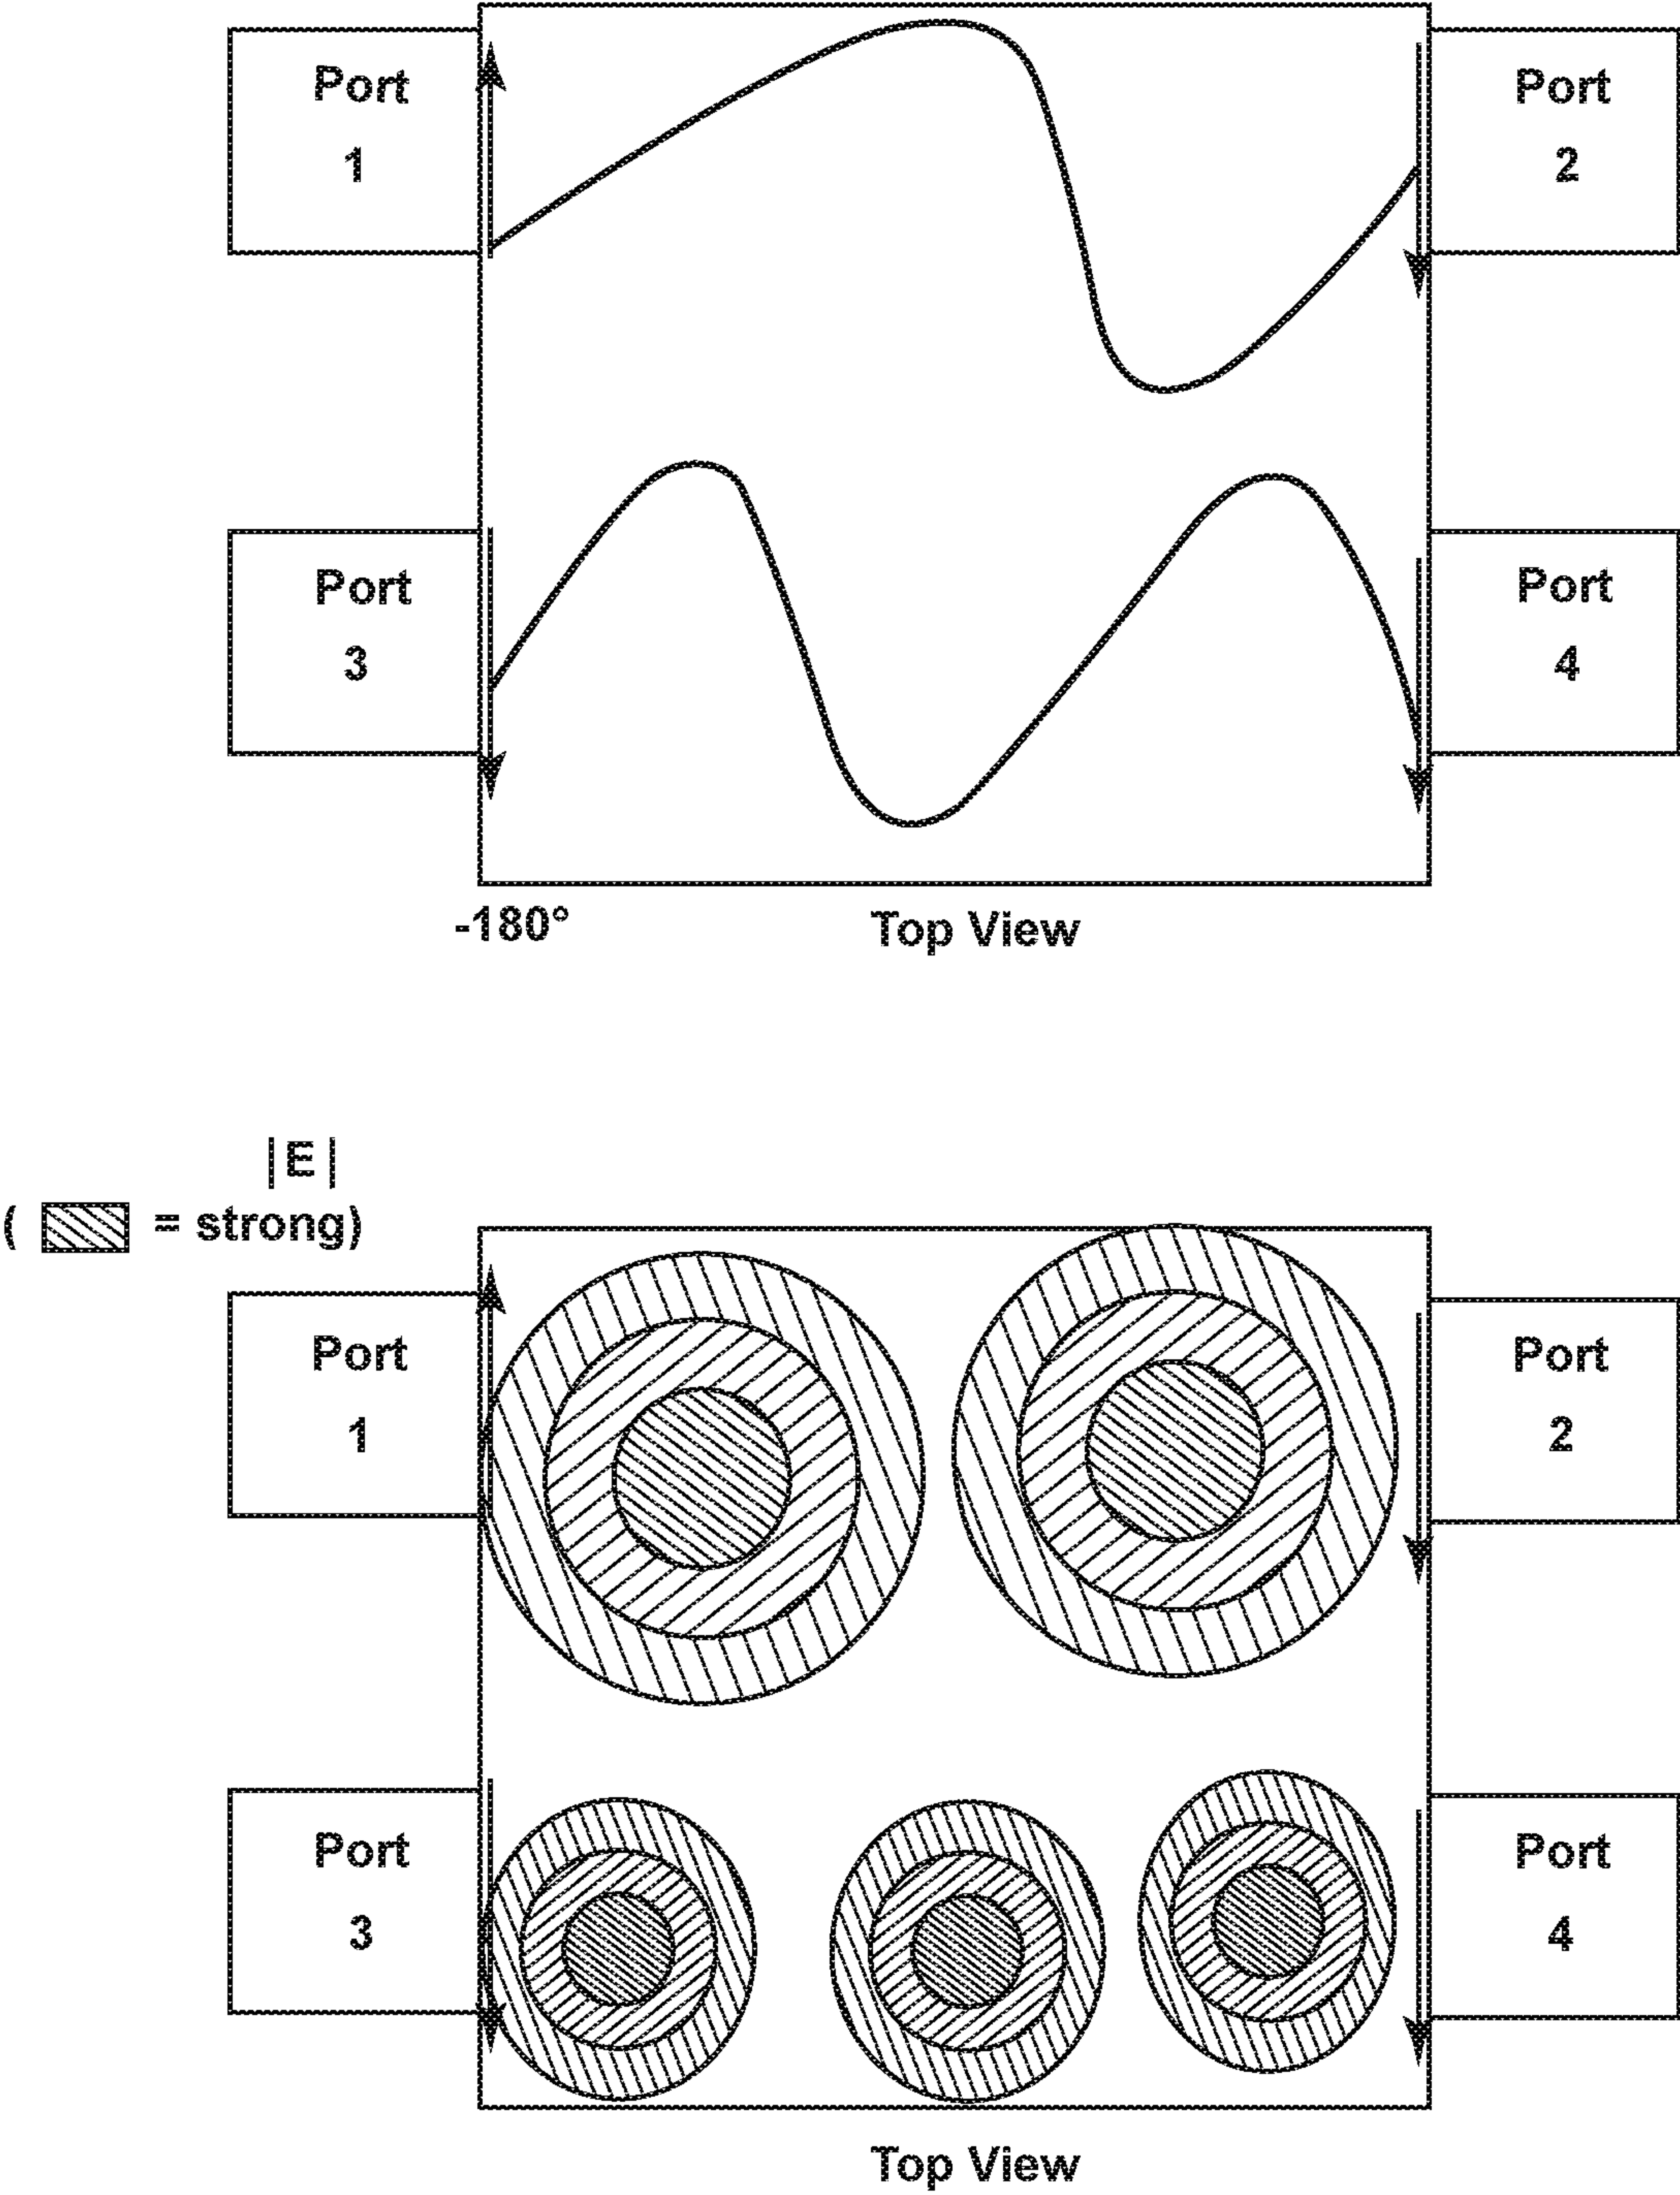 Port
1
Port
2
Port
3
Port
4
-180°
Top View
|E|
( = strong)
Port
1
Port
2
Port
3
Port
4
Top View